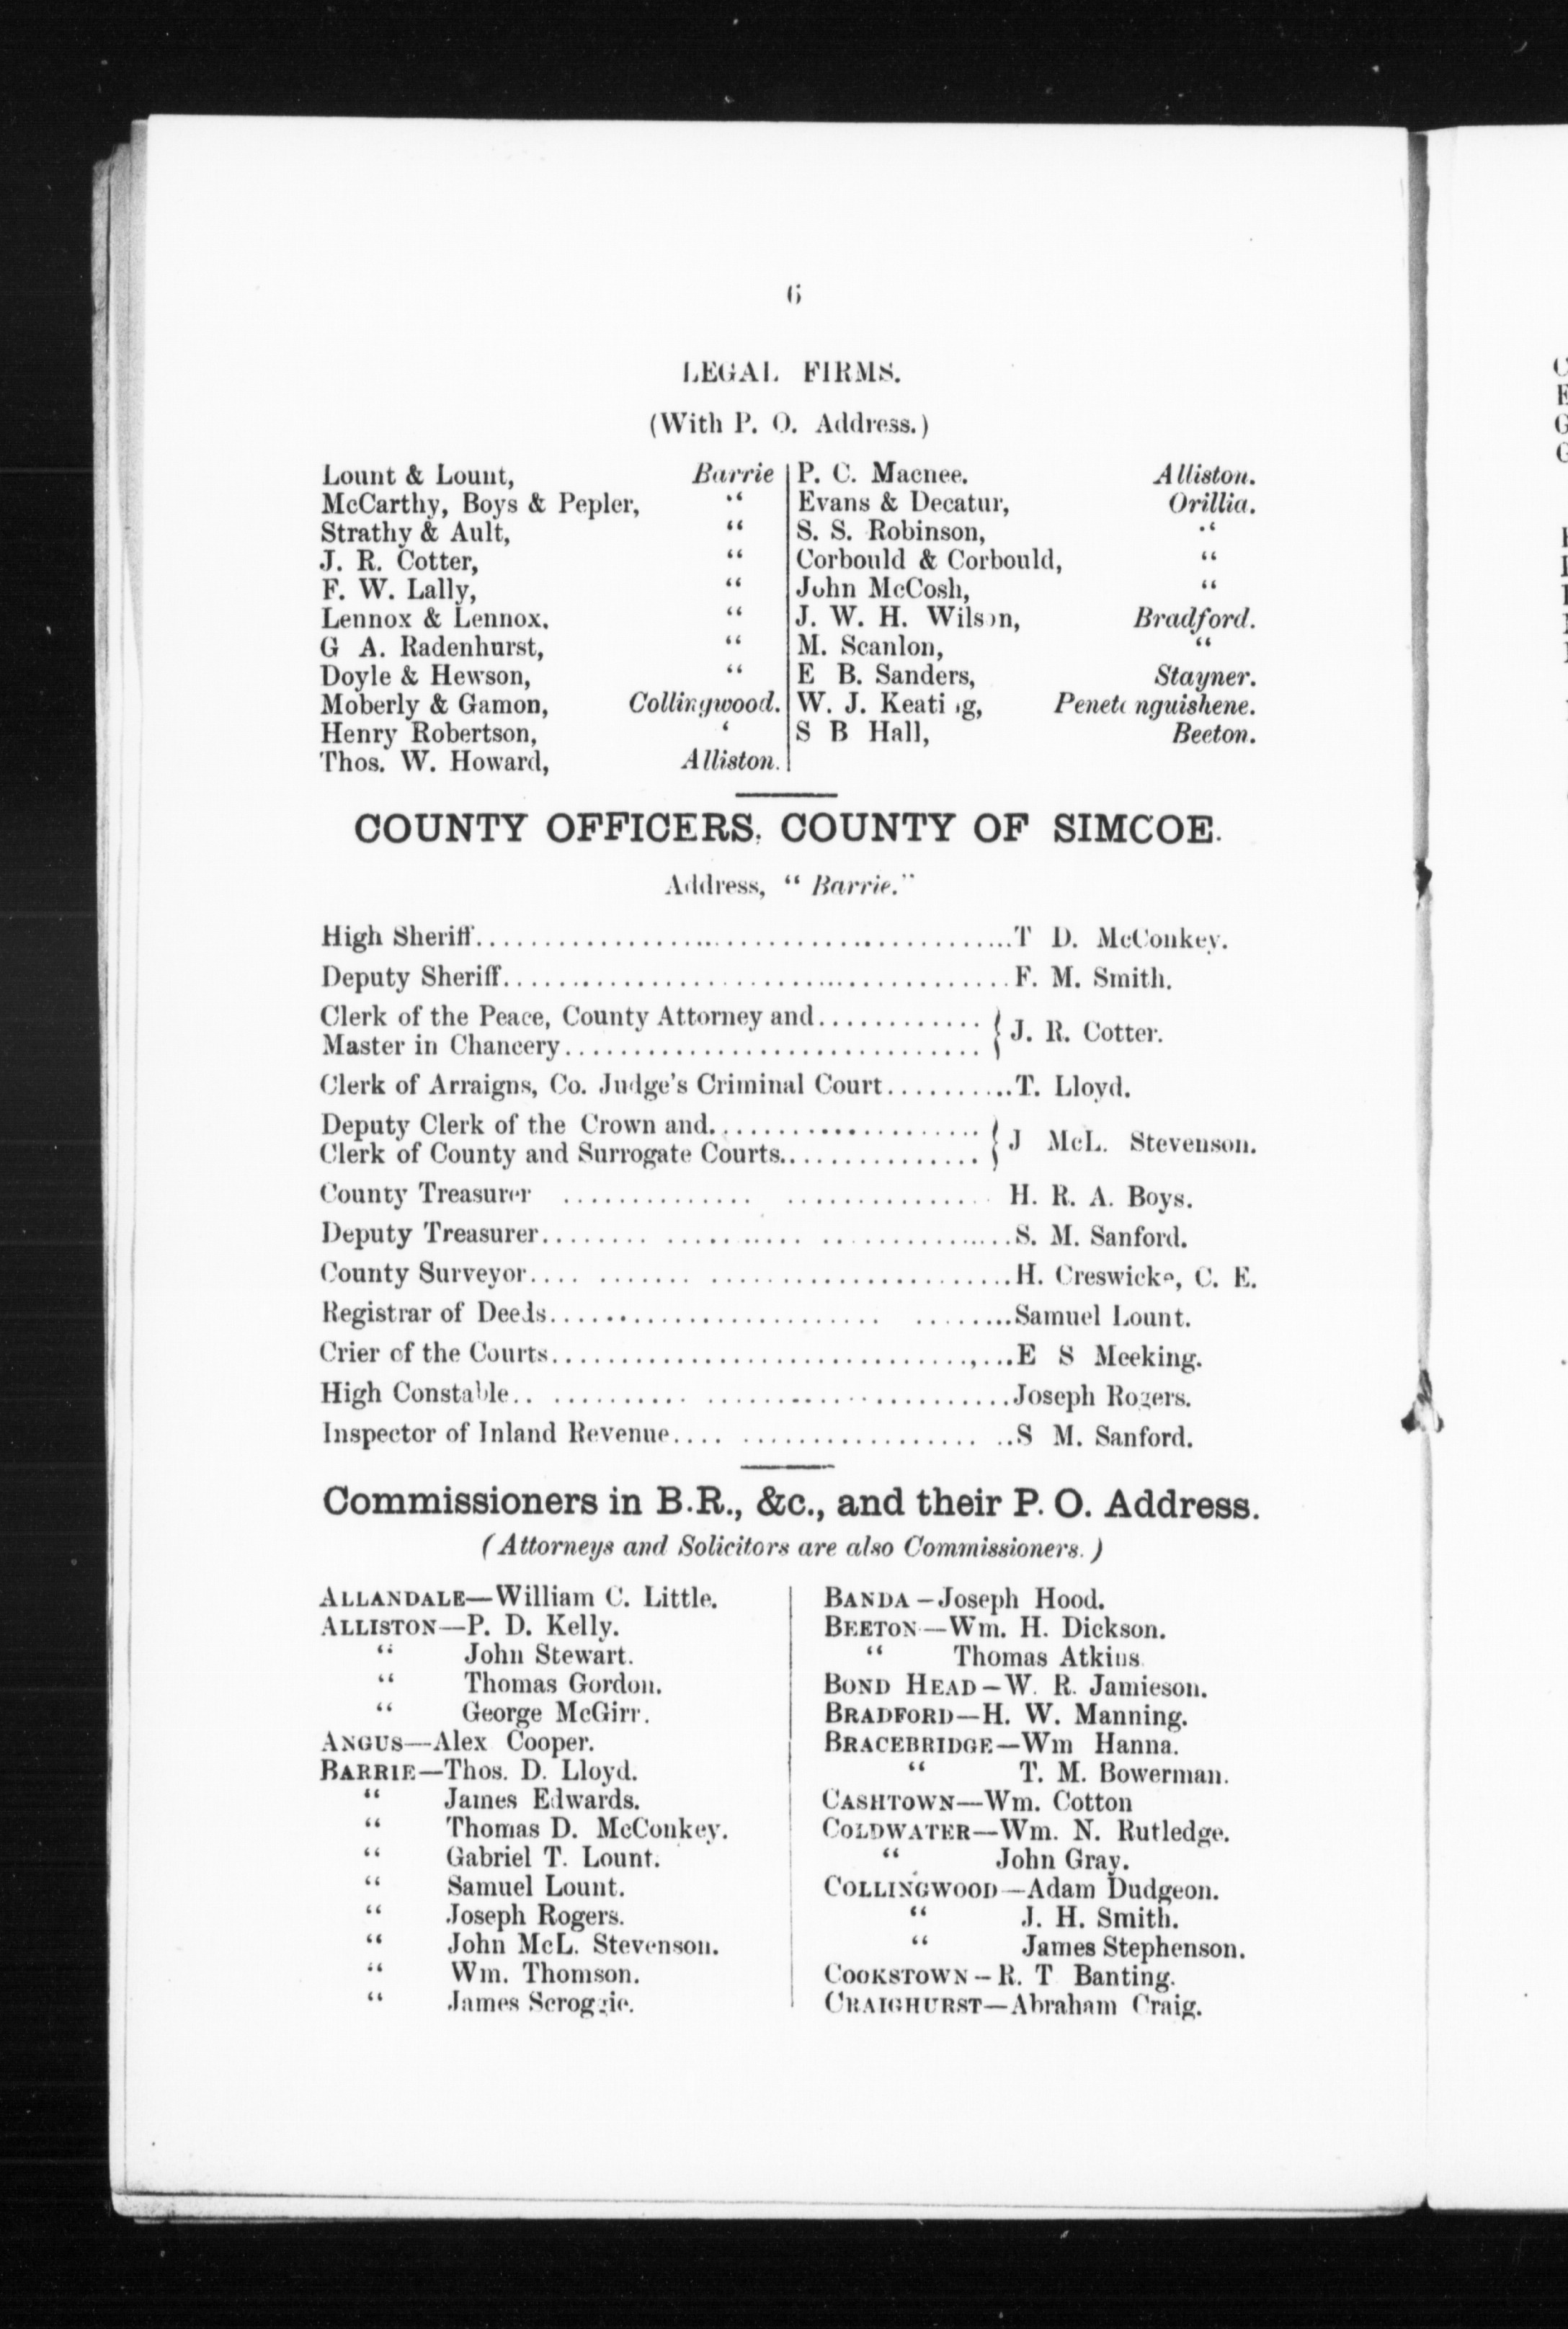 6
LEGAL FIRMS.
(With P. O. Address.)
Lount & Lount, Barrie
McCarthy, Boys & Pepler, “
Strathy & Ault, “
J. R. Cotter, “
F. W. Lally, “
Lennox & Lennox, “
G A. Radenhurst, “
Doyle & Hewson, “
Moberly & Gamon, Collingwood.
Henry Robertson, ‘
Thos. W. Howard, Alliston.
P. C. Macnee. Alliston.
Evans & Decatur, Orillia.
S. S. Robinson, “
Corbould & Corbould, “
John McCosh, “
J. W. H. Wilson, Bradford.
M. Scanlon, “
E B. Sanders, Stayner.
W. J. Keating, Penetanguishene.
S B Hall, Beeton.
COUNTY OFFICERS, COUNTY OF SIMCOE.
Address, “ Barrie.”
High Sheriff........................................T D. McConkey.
Deputy Sheriff......................................F. M. Smith.
Clerk of the Peace, County Attorney and............
Master in Chancery............................... } J. R. Cotter.
Clerk of Arraigns, Co. Judge's Criminal Court..........T. Lloyd.
Deputy Clerk of the Crown and....................
Clerk of County and Surrogate Courts............... } J McL. Stevenson.
County Treasurer .............. ............... H. R. A. Boys.
Deputy Treasurer........ .......... ..............S. M. Sanford.
County Surveyor.... ....... ......................H. Creswicke, C. E.
Registrar of Deeds........................ ........Samuel Lount.
Crier of the Courts...............................,...E S Meeking.
High Constable.. .......... ......................Joseph Rogers.
Inspector of Inland Revenue.... ................. ..S M. Sanford.
Commissioners in B.R., &c., and their P. O. Address.
(Attorneys and Solicitors are also Commissioners.)
ALLANDALE—William C. Little.
ALLISTON—P. D. Kelly.
“ John Stewart.
“ Thomas Gordon.
“ George McGirr.
ANGUS—Alex Cooper.
BARRIE—Thos. D. Lloyd.
“ James Edwards.
“ Thomas D. McConkey.
“ Gabriel T. Lount.
“ Samuel Lount.
“ Joseph Rogers.
“ John McL. Stevenson.
“ Wm. Thomson.
“ James Scroggie.
BANDA—Joseph Hood.
BEETON—Wm. H. Dickson.
“ Thomas Atkins.
BOND HEAD—W. R. Jamieson.
BRADFORD—H. W. Manning.
BRACEBRIDGE—Wm Hanna.
“ T. M. Bowerman.
CASHTOWN—Wm. Cotton
COLDWATER—Wm. N. Rutledge.
“ John Gray.
COLLINGWOOD—Adam Dudgeon.
“ J. H. Smith.
“ James Stephenson.
COOKSTOWN—R. T Banting.
CRAIGHURST—Abraham Craig.